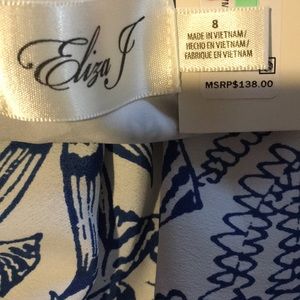 Eliza J
8
MADE IN VIETNAM/
HECHO EN VIETNAM/
FABRIQUE EN VIETNAM
MSRP$138.00